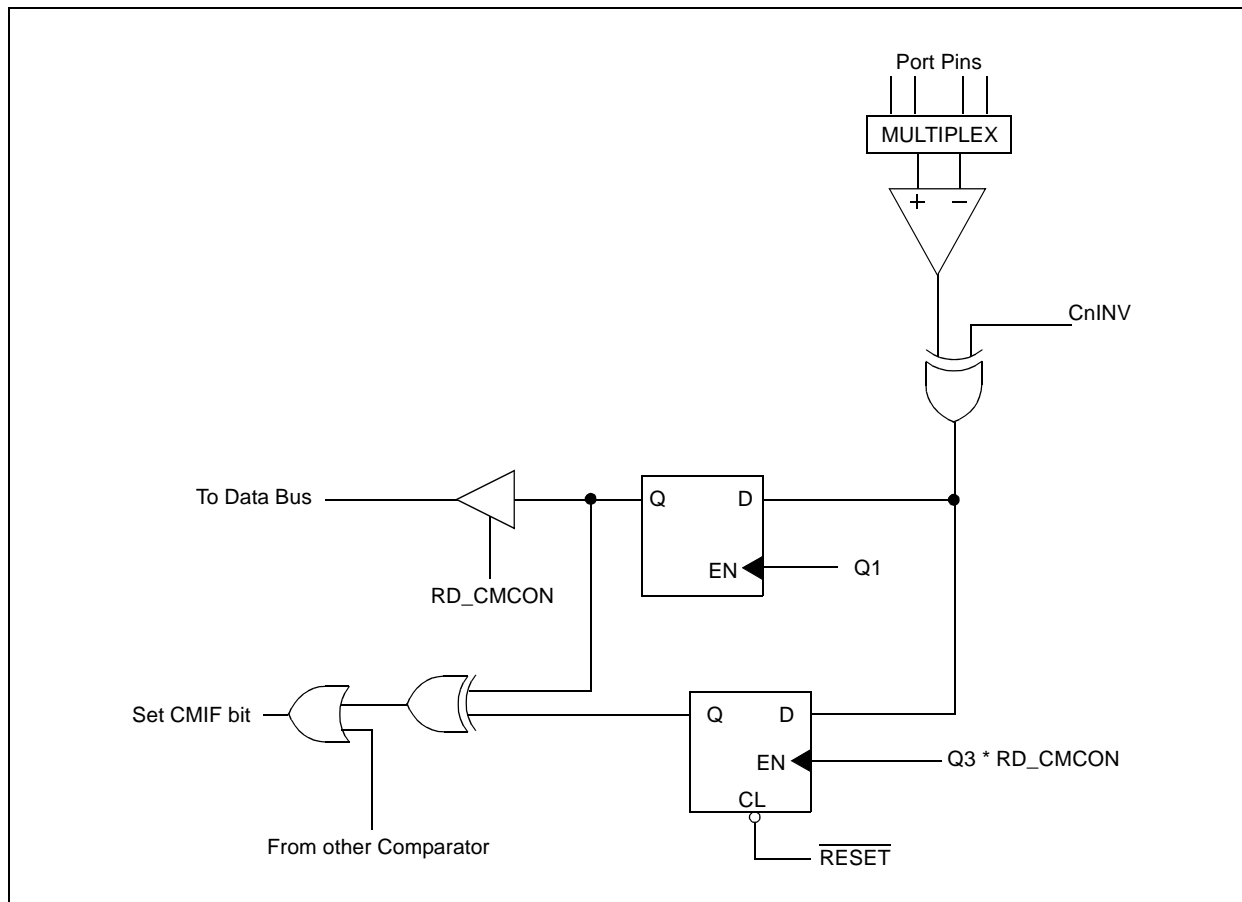 Port Pins
MULTIPLEX
+ −
CnINV
To Data Bus
Q D
EN
Q1
RD_CMCON
Set CMIF bit
Q D
EN
Q3 * RD_CMCON
CL
From other Comparator
RESET